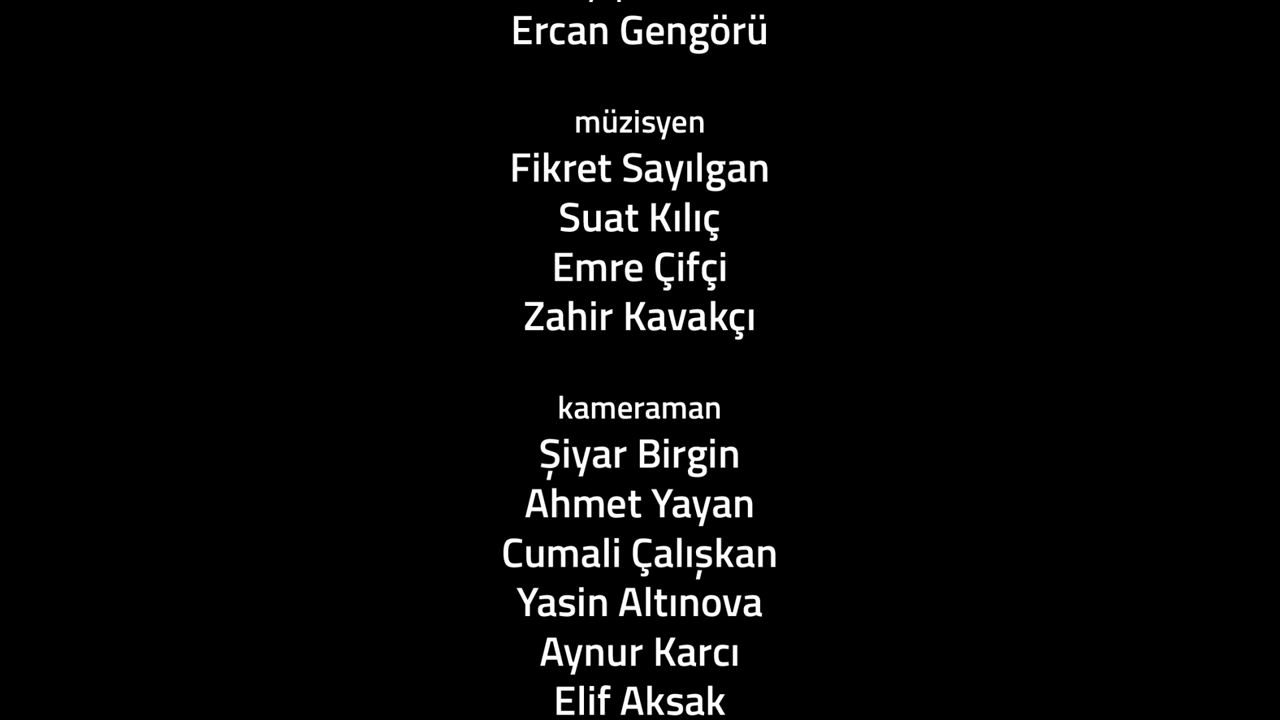 Ercan Gengörü
müzisyen
Fikret Sayılgan
Suat Kılıç
Emre Çifçi
Zahir Kavakçı
kameraman
Şiyar Birgin
Ahmet Yayan
Cumali Çalışkan
Yasin Altınova
Aynur Karcı
Elif Aksak